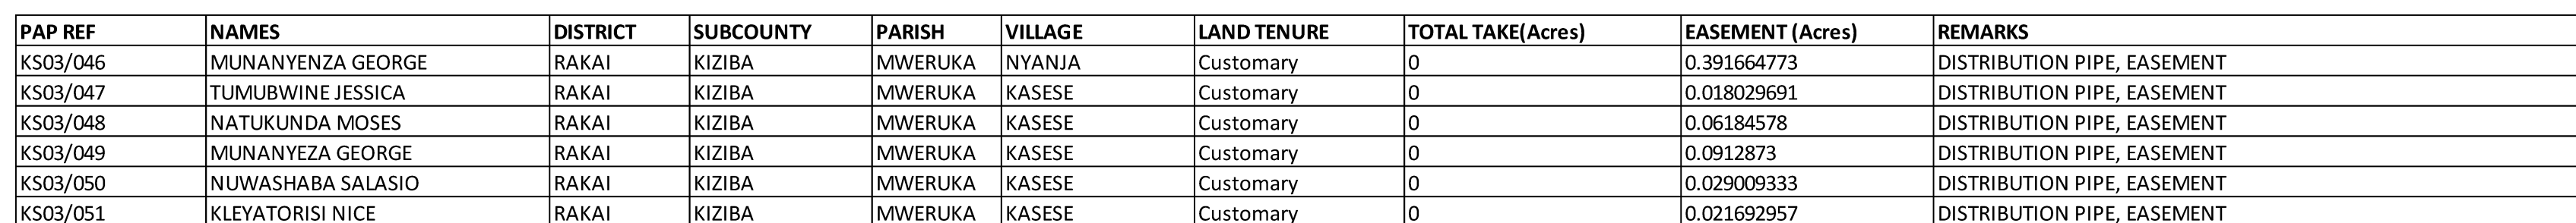 PAP REF NAMES DISTRICT SUBCOUNTY PARISH VILLAGE LAND TENURE TOTAL TAKE(Acres) EASEMENT (Acres) REMARKS
KS03/046 MUNANYENZA GEORGE RAKAI KIZIBA MWERUKA NYANJA Customary 0 0.391664773 DISTRIBUTION PIPE, EASEMENT
KS03/047 TUMUBWINE JESSICA RAKAI KIZIBA MWERUKA KASESE Customary 0 0.018029691 DISTRIBUTION PIPE, EASEMENT
KS03/048 NATUKUNDA MOSES RAKAI KIZIBA MWERUKA KASESE Customary 0 0.06184578 DISTRIBUTION PIPE, EASEMENT
KS03/049 MUNANYEZA GEORGE RAKAI KIZIBA MWERUKA KASESE Customary 0 0.0912873 DISTRIBUTION PIPE, EASEMENT
KS03/050 NUWASHABA SALASIO RAKAI KIZIBA MWERUKA KASESE Customary 0 0.029009333 DISTRIBUTION PIPE, EASEMENT
KS03/051 KLEYATORISI NICE RAKAI KIZIBA MWERUKA KASESE Customary 0 0.021692957 DISTRIBUTION PIPE, EASEMENT